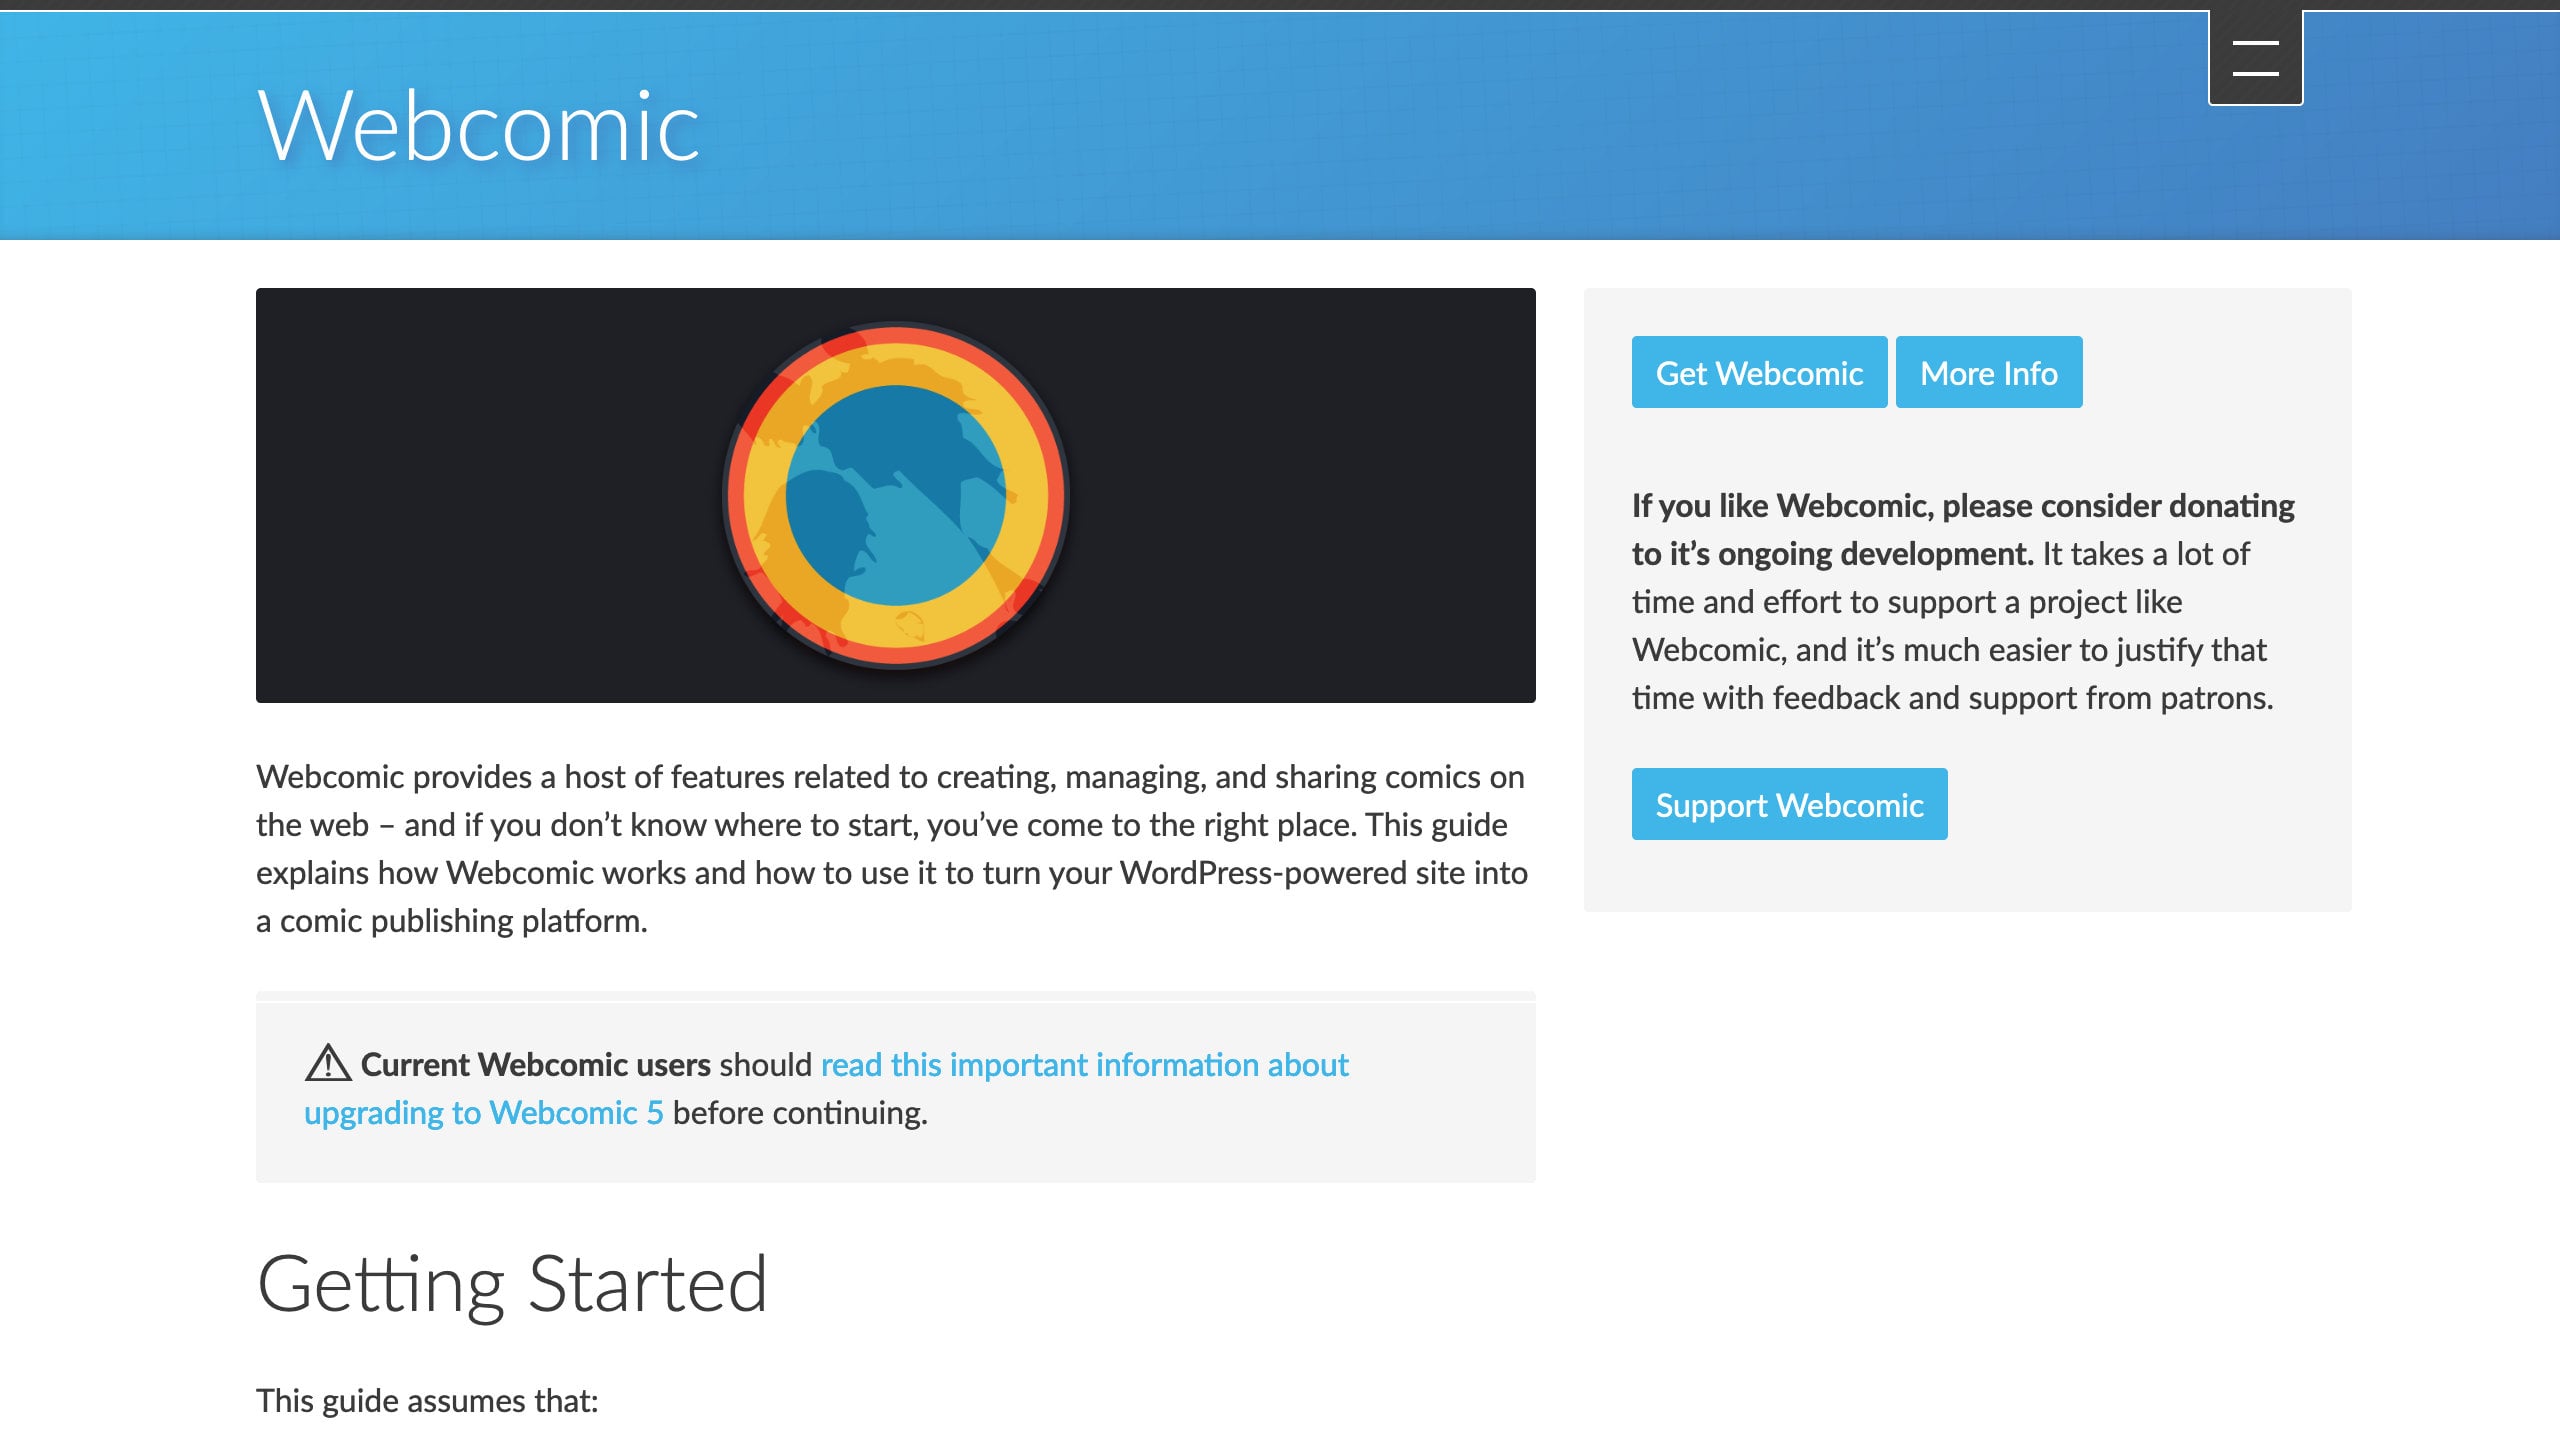 Webcomic
Webcomic provides a host of features related to creating, managing, and sharing comics on
the web – and if you don’t know where to start, you’ve come to the right place. This guide
explains how Webcomic works and how to use it to turn your WordPress-powered site into
a comic publishing platform.
⚠ Current Webcomic users should read this important information about
upgrading to Webcomic 5 before continuing.
Getting Started
This guide assumes that:
Get Webcomic More Info
If you like Webcomic, please consider donating
to it’s ongoing development. It takes a lot of
time and effort to support a project like
Webcomic, and it’s much easier to justify that
time with feedback and support from patrons.
Support Webcomic